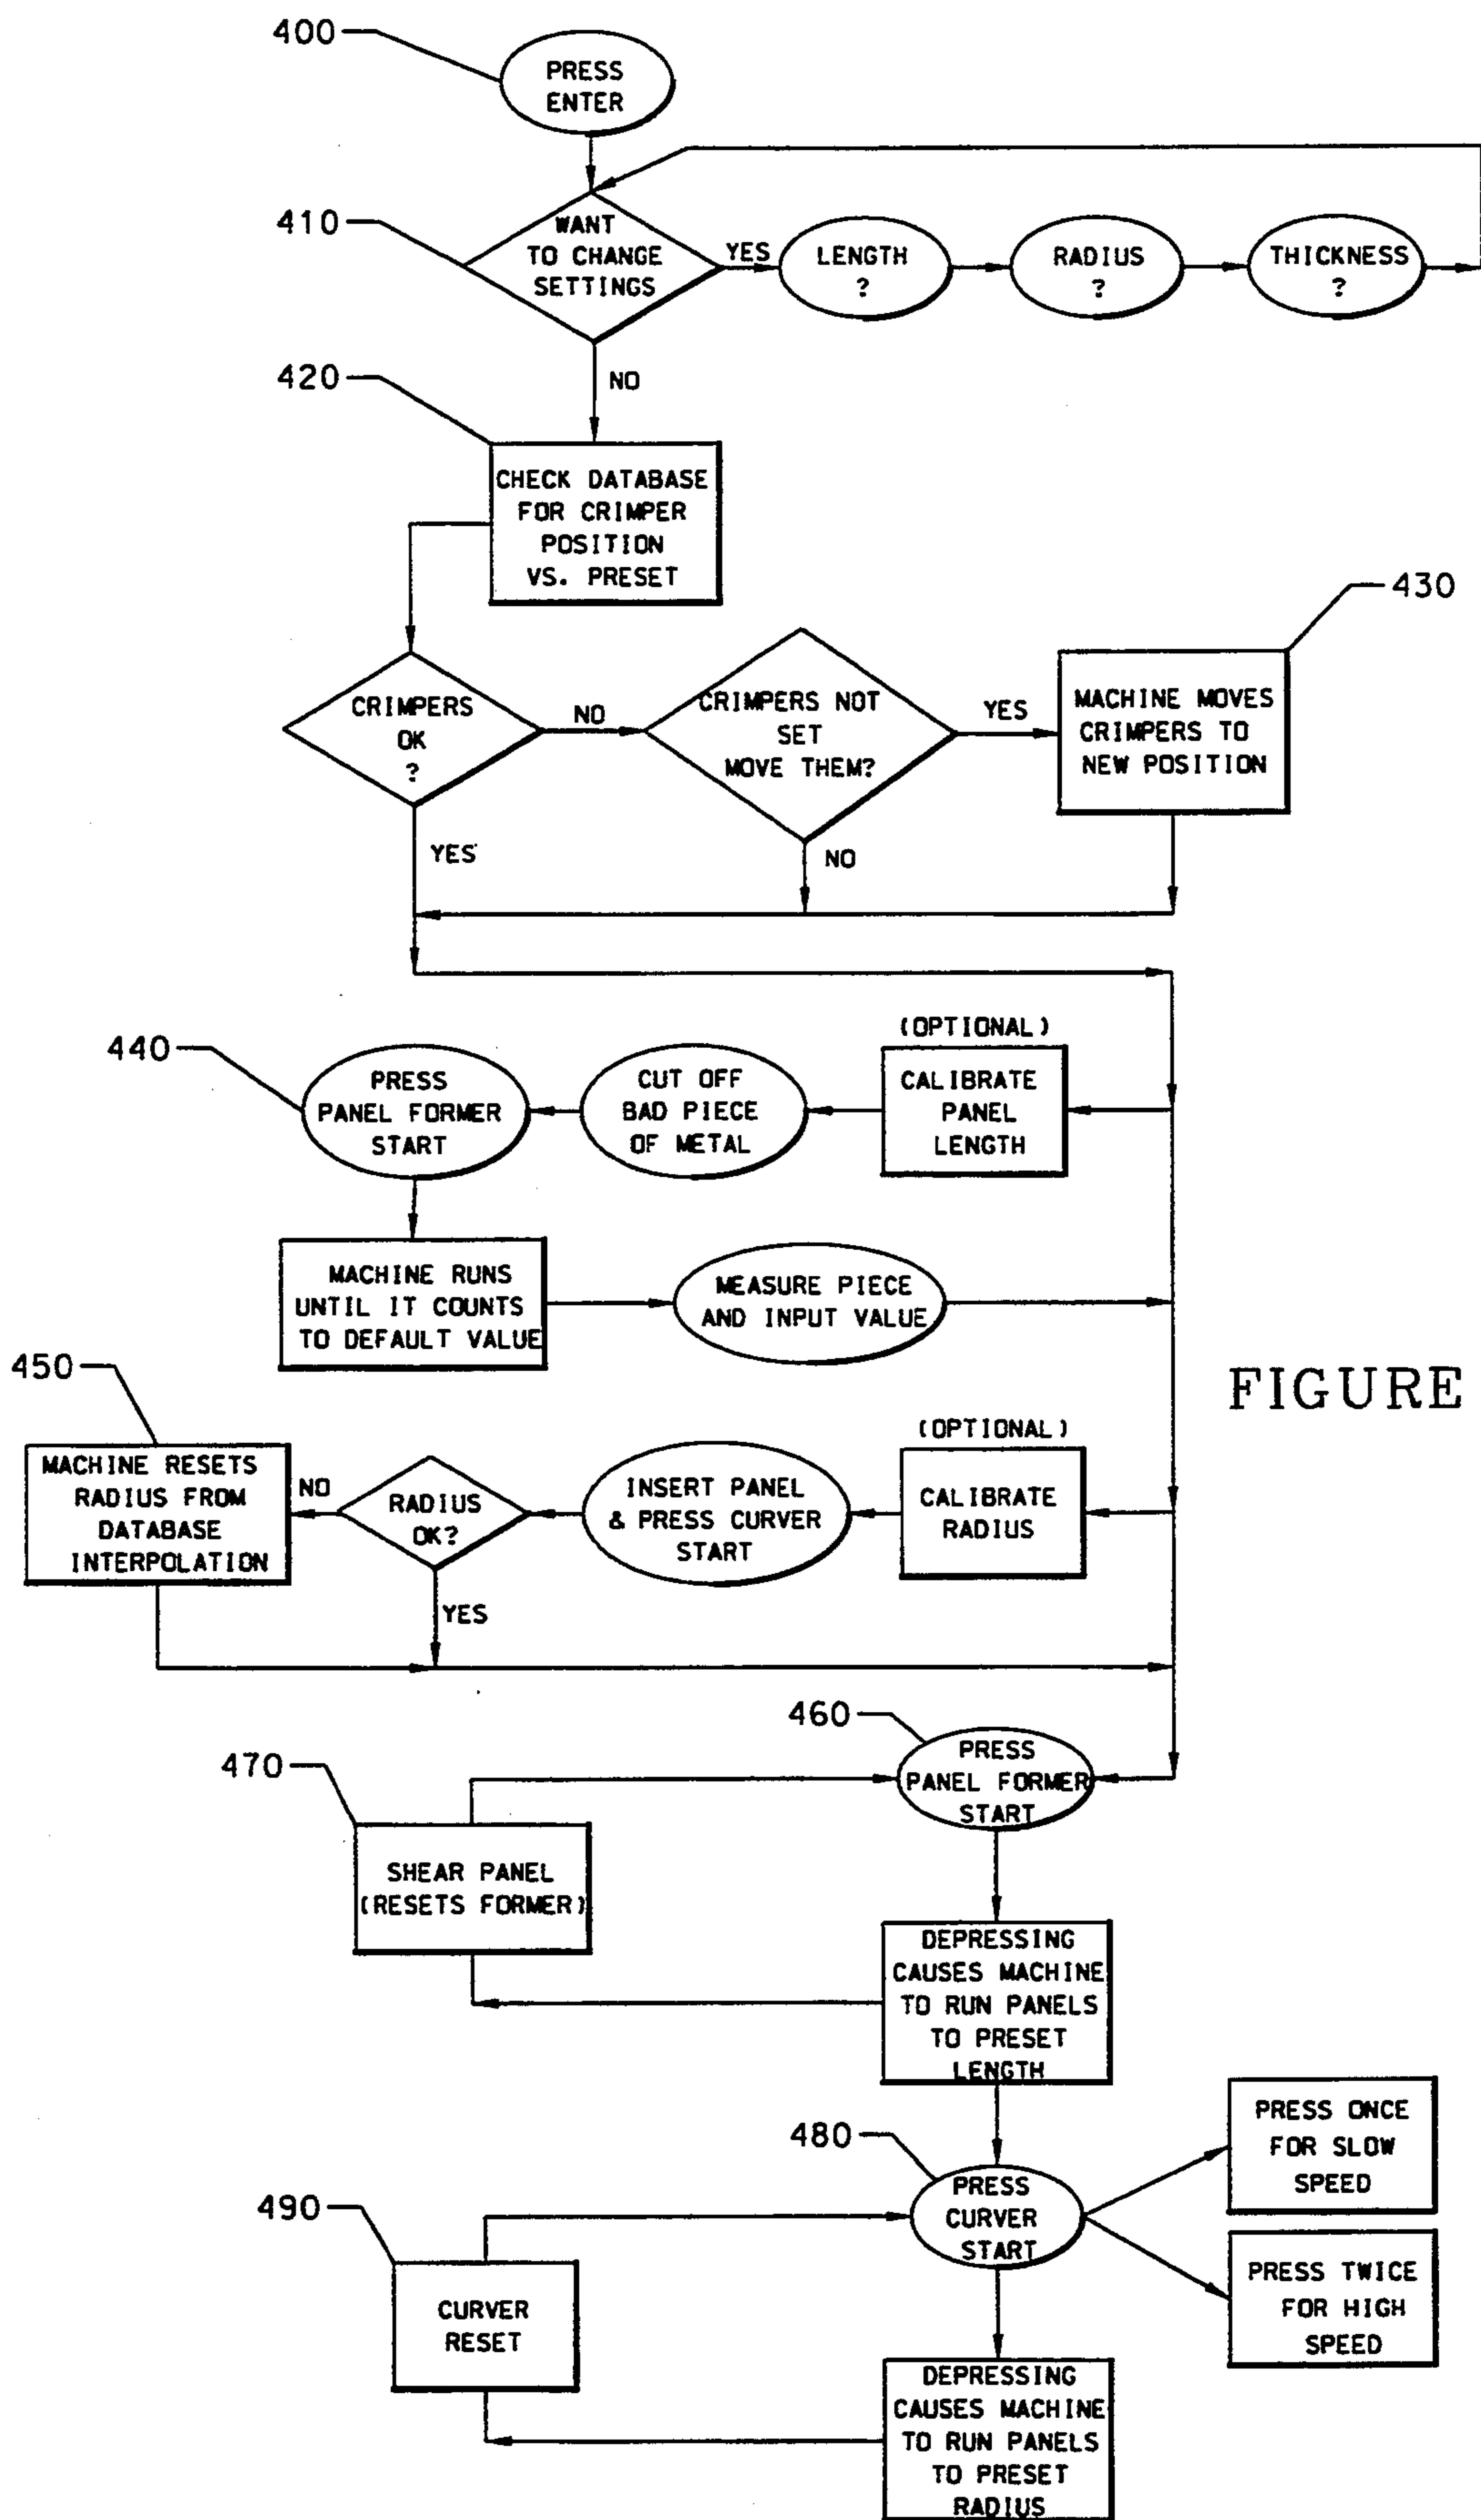 400
PRESS
ENTER
410
WANT
TO CHANGE
SETTINGS
YES
LENGTH
?
RADIUS
?
THICKNESS
?
NO
420
CHECK DATABASE
FOR CRIMPER
POSITION
VS. PRESET
430
CRIMPERS
OK
?
NO
CRIMPERS NOT
SET
MOVE THEM?
YES
MACHINE MOVES
CRIMPERS TO
NEW POSITION
YES
NO
440
PRESS
PANEL FORMER
START
CUT OFF
BAD PIECE
OF METAL
(OPTIONAL)
CALIBRATE
PANEL
LENGTH
MACHINE RUNS
UNTIL IT COUNTS
TO DEFAULT VALUE
MEASURE PIECE
AND INPUT VALUE
FIGURE
450
MACHINE RESETS
RADIUS FROM
DATABASE
INTERPOLATION
NO
RADIUS
OK?
YES
INSERT PANEL
& PRESS CURVER
START
(OPTIONAL)
CALIBRATE
RADIUS
460
PRESS
PANEL FORMER
START
470
SHEAR PANEL
(RESETS FORMER)
DEPRESSING
CAUSES MACHINE
TO RUN PANELS
TO PRESET
LENGTH
480
PRESS
CURVER
START
PRESS ONCE
FOR SLOW
SPEED
PRESS TWICE
FOR HIGH
SPEED
490
CURVER
RESET
DEPRESSING
CAUSES MACHINE
TO RUN PANELS
TO PRESET
RADIUS